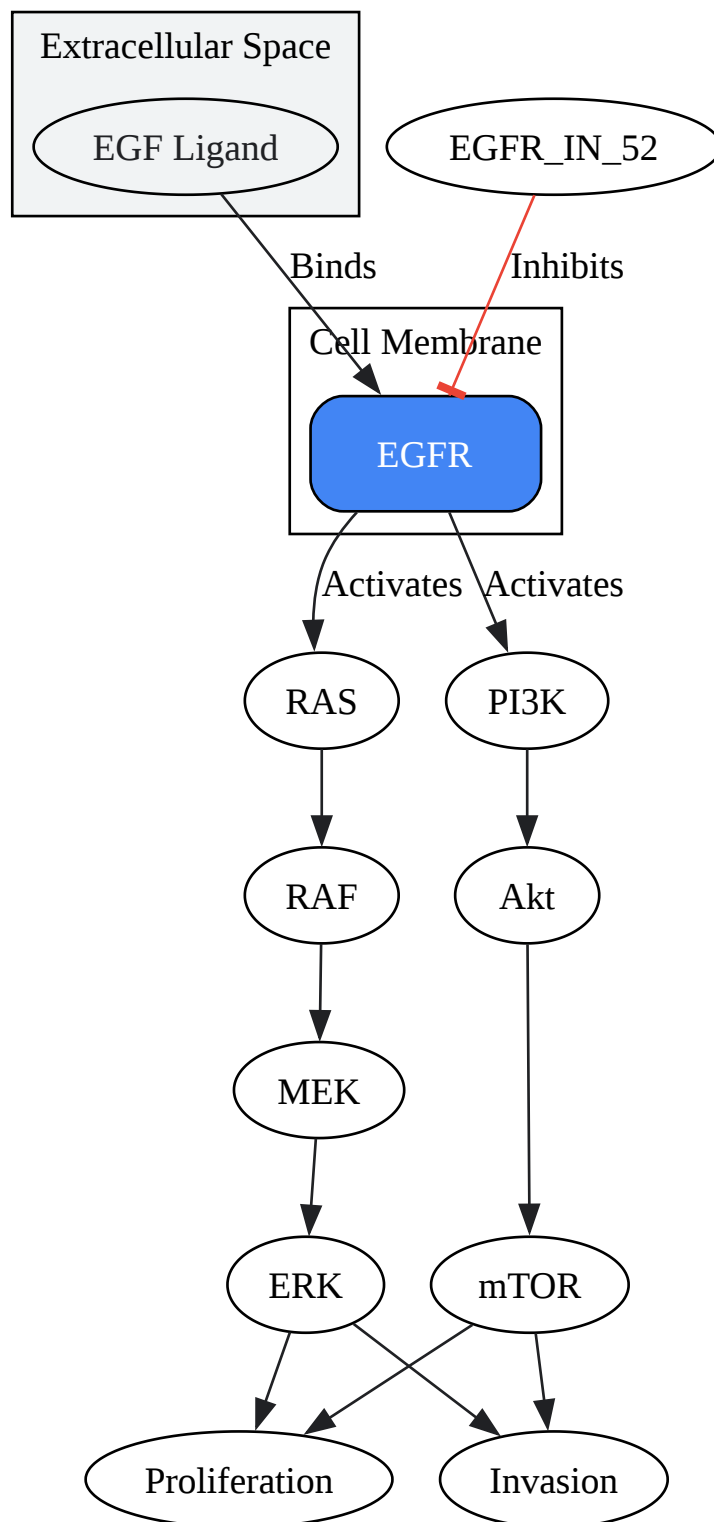 Extracellular Space
EGF Ligand
EGFR_IN_52
Binds
Inhibits
Cell Membrane
EGFR
Activates
Activates
RAS
PI3K
RAF
Akt
MEK
ERK
mTOR
Proliferation
Invasion